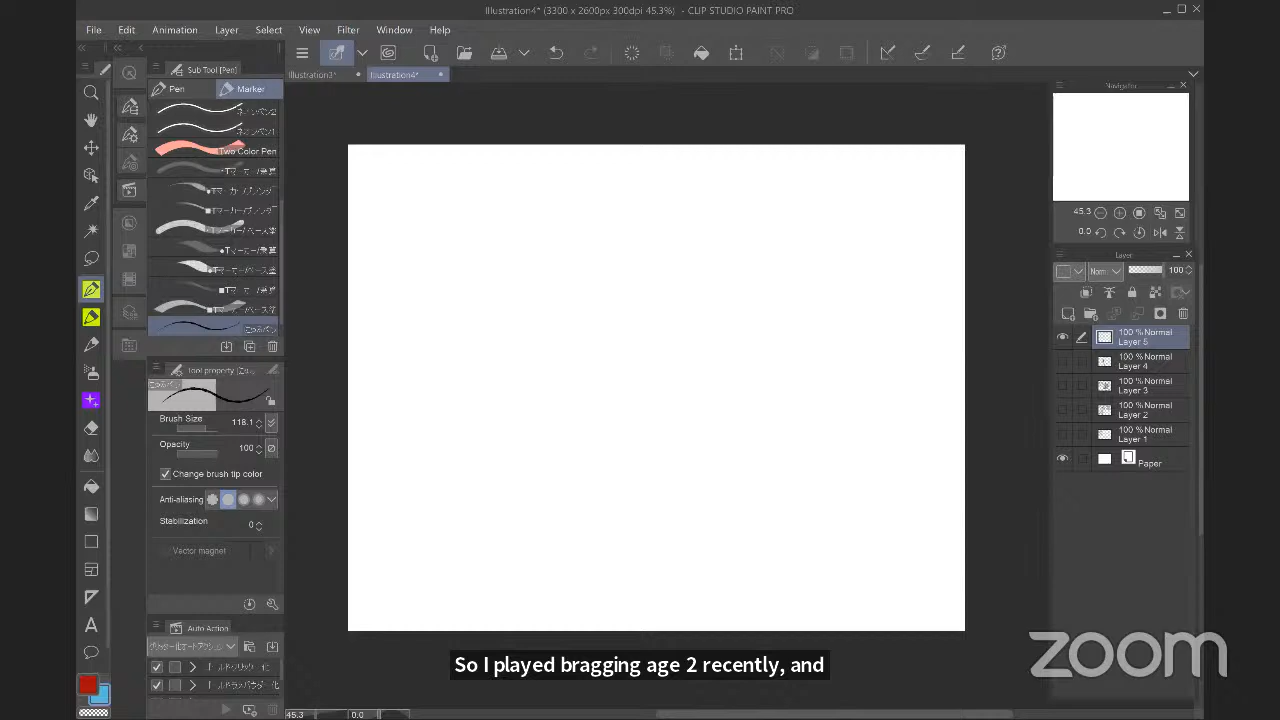 Illustration4* (3300 x 2600px 300dpi 45.3%) - CLIP STUDIO PAINT PRO
File Edit Animation Layer Select View Filter Window Help
Sub Tool [Pen]
Illustration3* Illustration4*
Navigator
Pen Marker
Two Color Pen
45.3
0.0
Layer
Norm 100
100 %Normal
Layer 5
100 %Normal
Layer 4
100 %Normal
Layer 3
100 %Normal
Layer 2
100 %Normal
Layer 1
Paper
Tool property
Brush Size 118.1
Opacity 100
Change brush tip color
Anti-aliasing
Stabilization 0
Vector magnet
Auto Action
A
So I played bragging age 2 recently, and
zoom
45.3 0.0